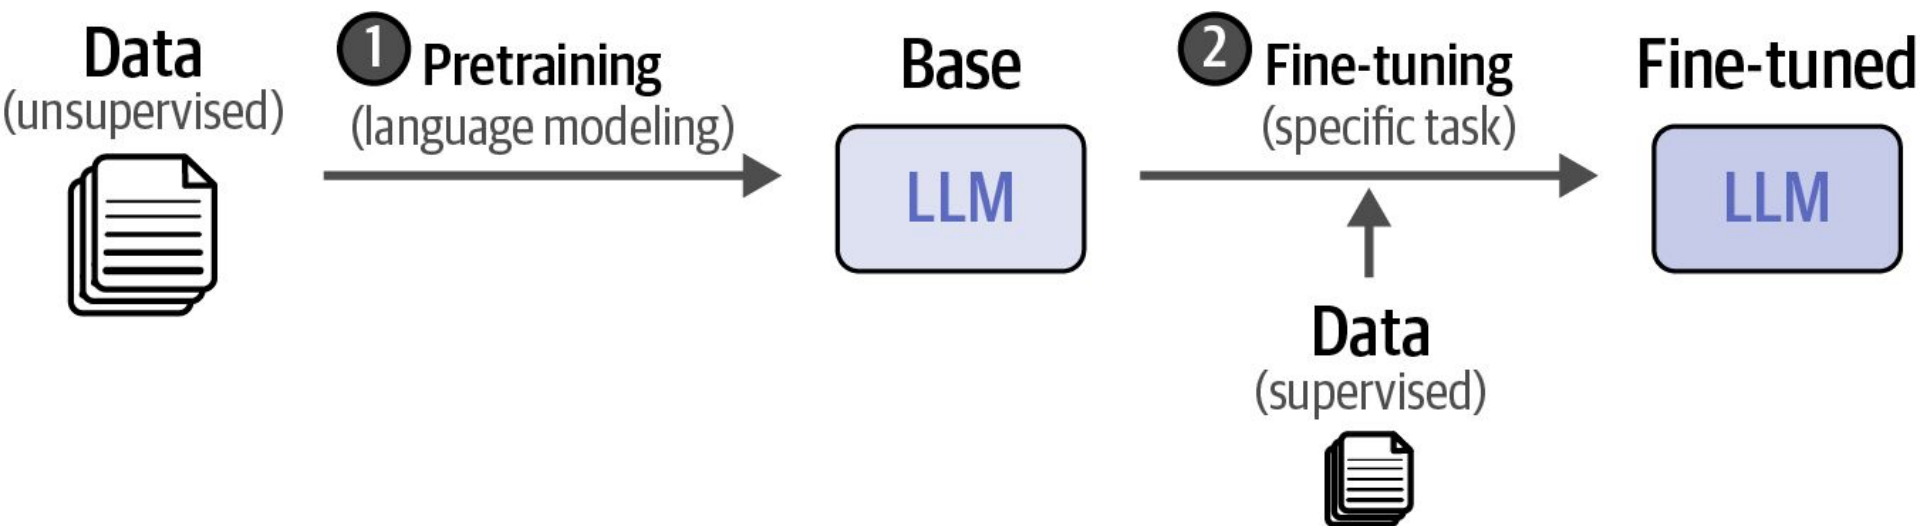 Data
(unsupervised)
1 Pretraining
(language modeling)
Base
LLM
2 Fine-tuning
(specific task)
Data
(supervised)
Fine-tuned
LLM